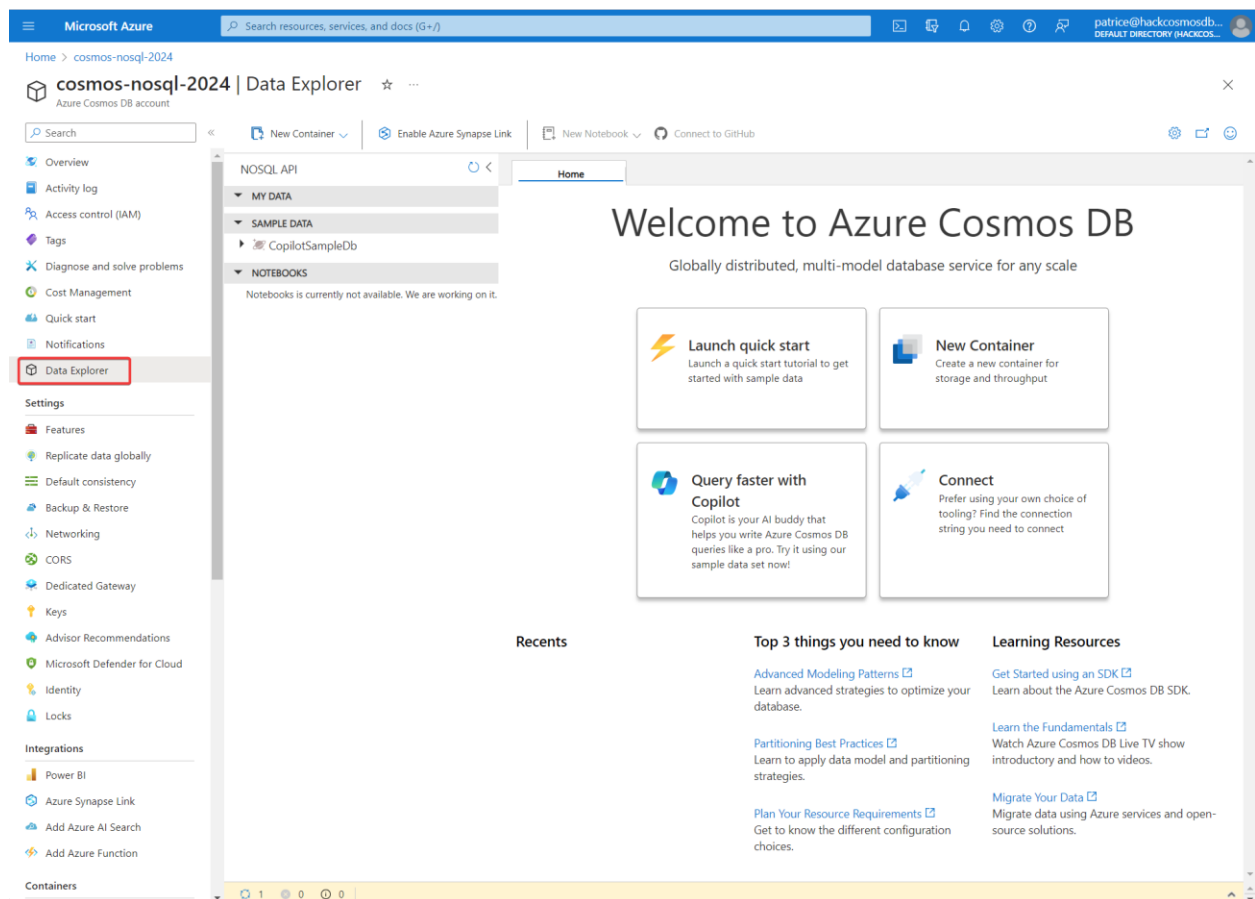 Microsoft Azure
Search resources, services, and docs (G+/)
patrice@hackcosmosdb...
DEFAULT DIRECTORY (HACKCOS...
Home > cosmos-nosql-2024
cosmos-nosql-2024 | Data Explorer
Azure Cosmos DB account
Search
New Container
Enable Azure Synapse Link
New Notebook
Connect to GitHub
Overview
Activity log
Access control (IAM)
Tags
Diagnose and solve problems
Cost Management
Quick start
Notifications
Data Explorer
Settings
Features
Replicate data globally
Default consistency
Backup & Restore
Networking
CORS
Dedicated Gateway
Keys
Advisor Recommendations
Microsoft Defender for Cloud
Identity
Locks
Integrations
Power BI
Azure Synapse Link
Add Azure AI Search
Add Azure Function
Containers
NOSQL API
MY DATA
SAMPLE DATA
CopilotSampleDb
NOTEBOOKS
Notebooks is currently not available. We are working on it.
Home
Welcome to Azure Cosmos DB
Globally distributed, multi-model database service for any scale
Launch quick start
Launch a quick start tutorial to get
started with sample data
New Container
Create a new container for
storage and throughput
Query faster with
Copilot
Copilot is your AI buddy that
helps you write Azure Cosmos DB
queries like a pro. Try it using our
sample data set now!
Connect
Prefer using your own choice of
tooling? Find the connection
string you need to connect
Recents
Top 3 things you need to know
Advanced Modeling Patterns
Learn advanced strategies to optimize your
database.
Partitioning Best Practices
Learn to apply data model and partitioning
strategies.
Plan Your Resource Requirements
Get to know the different configuration
choices.
Learning Resources
Get Started using an SDK
Learn about the Azure Cosmos DB SDK.
Learn the Fundamentals
Watch Azure Cosmos DB Live TV show
introductory and how to videos.
Migrate Your Data
Migrate data using Azure services and open-
source solutions.
1 0 0